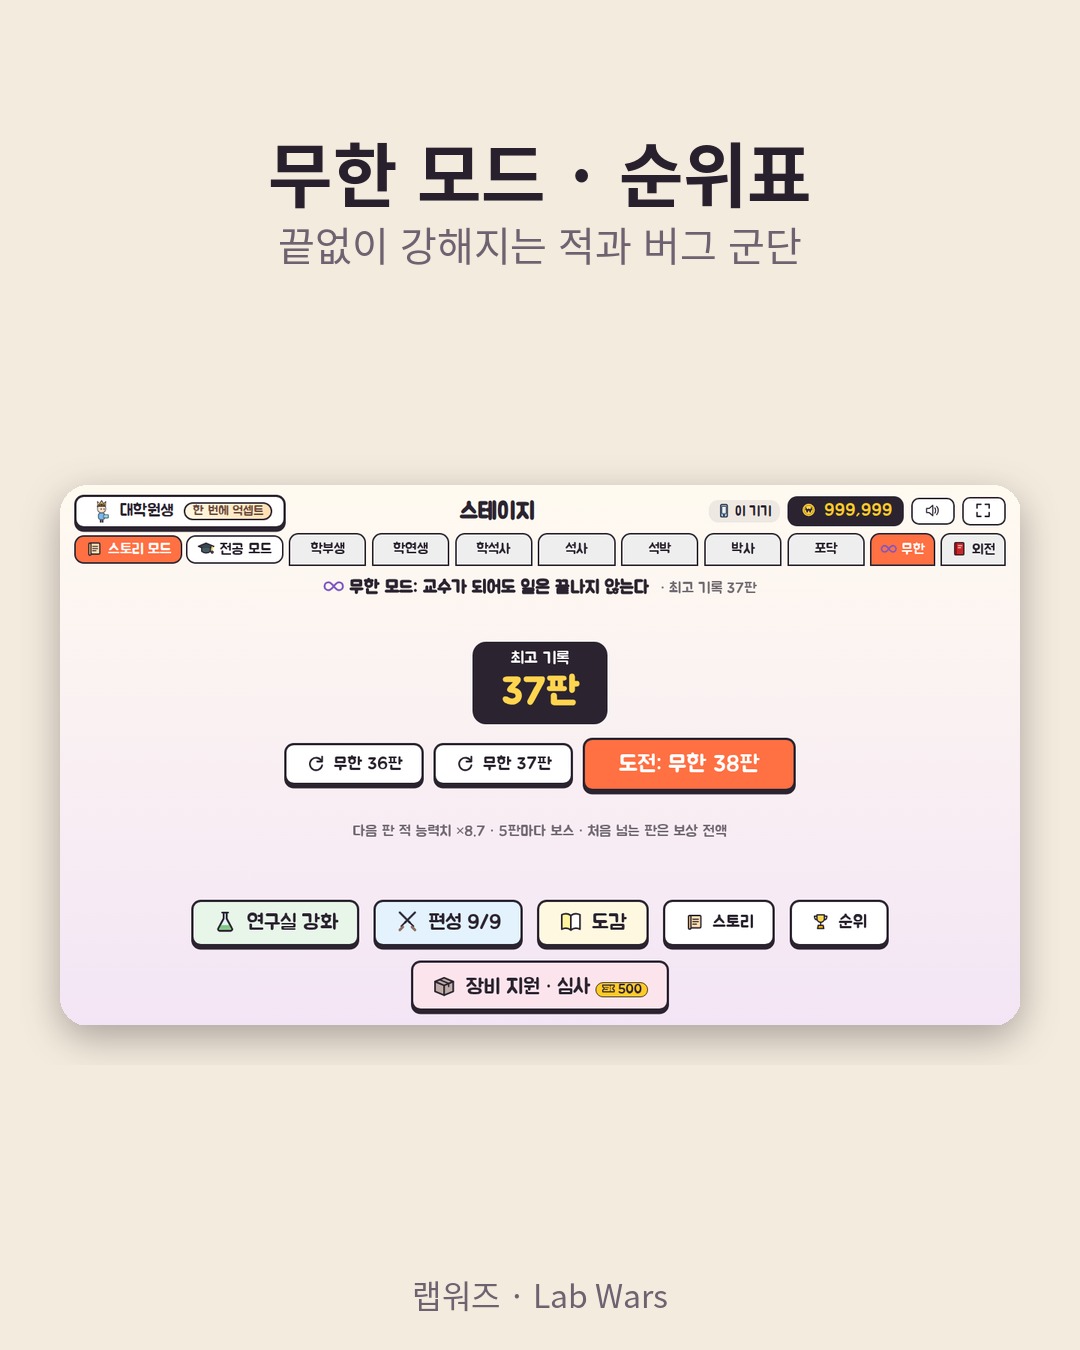 무한 모드 · 순위표
끝없이 강해지는 적과 버그 군단
대학원생 한 번에 억셉트 스테이지 이 기기 999,999
스토리 모드 전공 모드 학부생 학연생 학석사 석사 석박 박사 포닥 무한 외전
무한 모드: 교수가 되어도 일은 끝나지 않는다 · 최고 기록 37판
최고 기록
37판
무한 36판 무한 37판 도전: 무한 38판
다음 판 적 능력치 ×8.7 · 5판마다 보스 · 처음 넘는 판은 보상 전액
연구실 강화 편성 9/9 도감 스토리 순위
장비 지원 · 심사 500
랩워즈 · Lab Wars